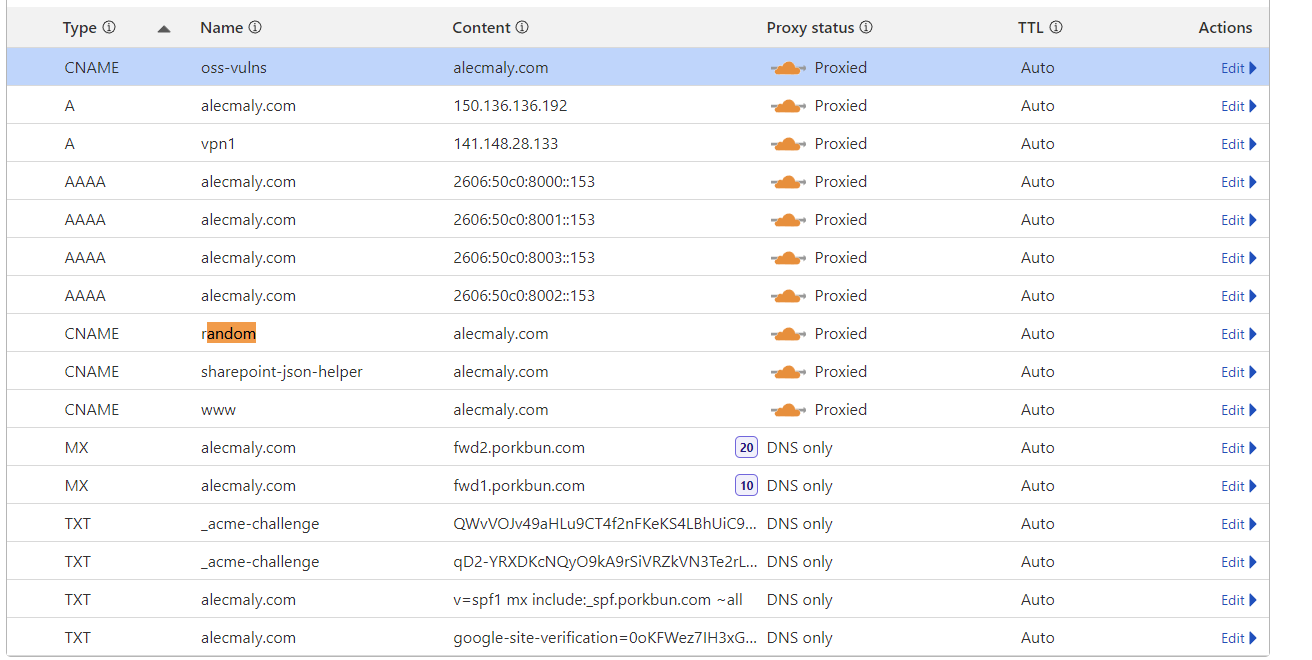 Type Name Content Proxy status TTL Actions
CNAME oss-vulns alecmaly.com Proxied Auto Edit
A alecmaly.com 150.136.136.192 Proxied Auto Edit
A vpn1 141.148.28.133 Proxied Auto Edit
AAAA alecmaly.com 2606:50c0:8000::153 Proxied Auto Edit
AAAA alecmaly.com 2606:50c0:8001::153 Proxied Auto Edit
AAAA alecmaly.com 2606:50c0:8003::153 Proxied Auto Edit
AAAA alecmaly.com 2606:50c0:8002::153 Proxied Auto Edit
CNAME random alecmaly.com Proxied Auto Edit
CNAME sharepoint-json-helper alecmaly.com Proxied Auto Edit
CNAME www alecmaly.com Proxied Auto Edit
MX alecmaly.com fwd2.porkbun.com 20 DNS only Auto Edit
MX alecmaly.com fwd1.porkbun.com 10 DNS only Auto Edit
TXT _acme-challenge QWvVOJv49aHLu9CT4f2nFKeKS4LBhUiC9... DNS only Auto Edit
TXT _acme-challenge qD2-YRXDKcNQyO9kA9rSiVRZkVN3Te2rL... DNS only Auto Edit
TXT alecmaly.com v=spf1 mx include:_spf.porkbun.com ~all DNS only Auto Edit
TXT alecmaly.com google-site-verification=0oKFWez7IH3xG... DNS only Auto Edit